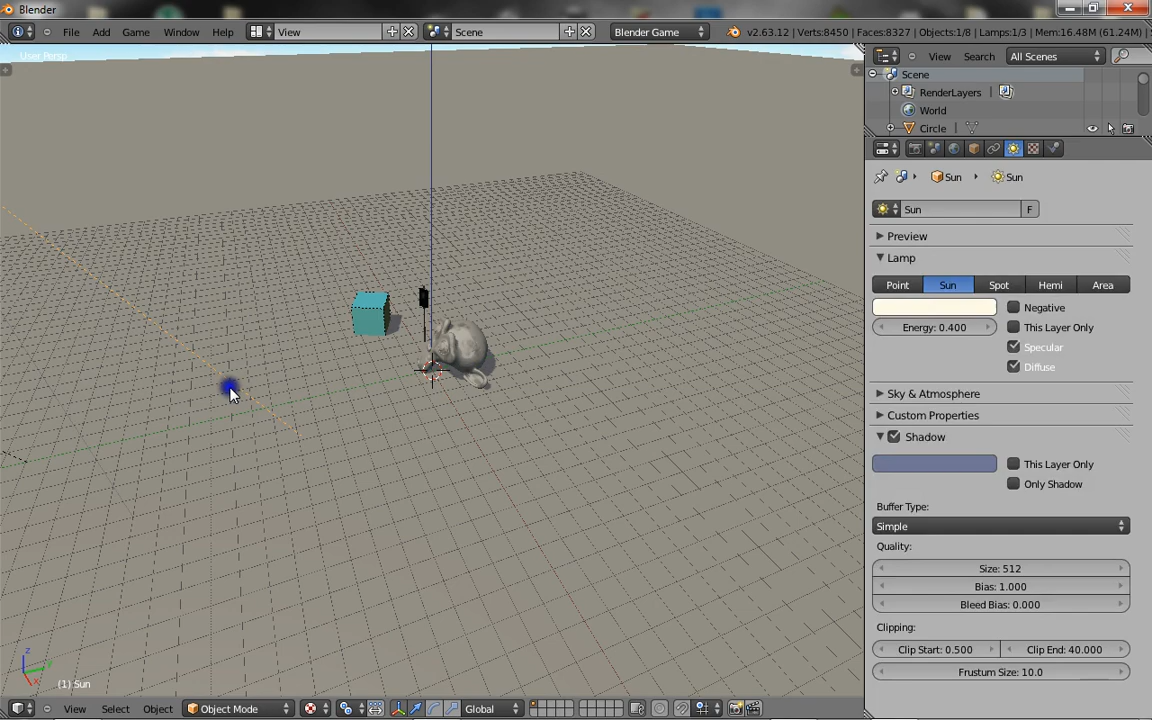 Blender
File Add Game Window Help View Scene Blender Game v2.63.12 | Verts:8450 | Faces:8327 | Objects:1/8 | Lamps:1/3 | Mem:16.48M (61.24M) |
User Persp
View Search All Scenes
Scene
RenderLayers |
World
Circle |
Sun Sun
Sun F
Preview
Lamp
Point Sun Spot Hemi Area
Negative
Energy: 0.400 This Layer Only
Specular
Diffuse
Sky & Atmosphere
Custom Properties
Shadow
This Layer Only
Only Shadow
Buffer Type:
Simple
Quality:
Size: 512
Bias: 1.000
Bleed Bias: 0.000
Clipping:
Clip Start: 0.500 Clip End: 40.000
Frustum Size: 10.0
z
y
x
(1) Sun
View Select Object Object Mode Global